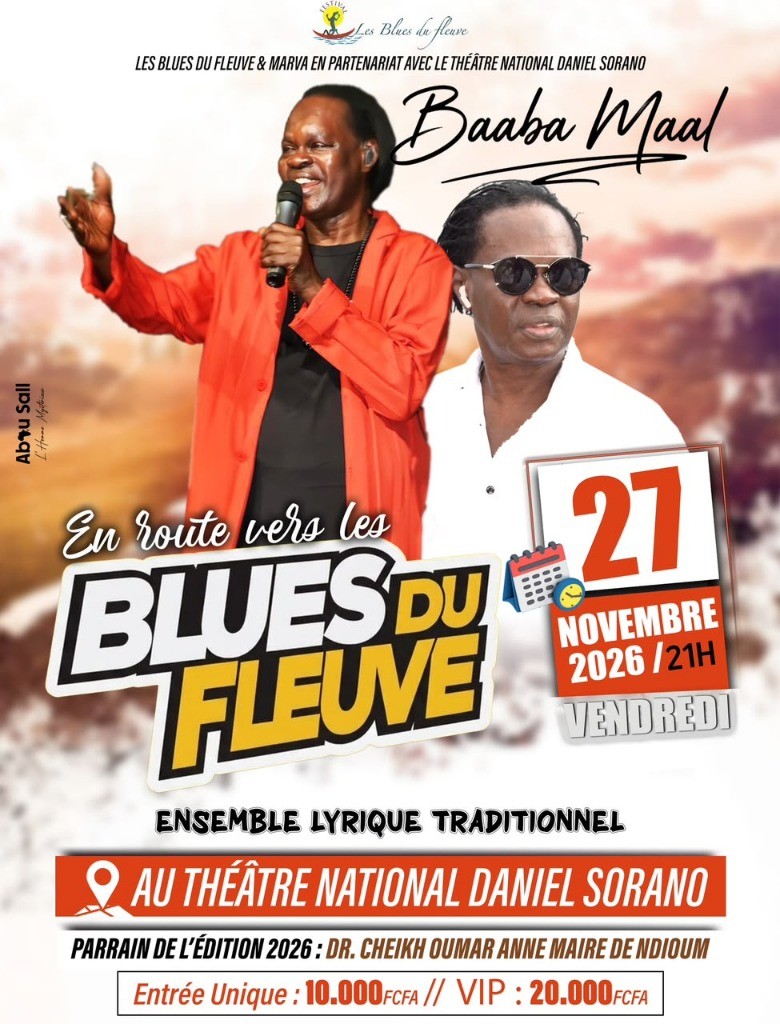 FESTIVAL
Les Blues du fleuve
LES BLUES DU FLEUVE & MARVA EN PARTENARIAT AVEC LE THÉÂTRE NATIONAL DANIEL SORANO
Baaba Maal
Abou Sall
L'Homme Mystérieux
En route vers les
BLUES DU
FLEUVE
27
NOVEMBRE
2026 / 21H
VENDREDI
ENSEMBLE LYRIQUE TRADITIONNEL
AU THÉÂTRE NATIONAL DANIEL SORANO
PARRAIN DE L'ÉDITION 2026 : DR. CHEIKH OUMAR ANNE MAIRE DE NDIOUM
Entrée Unique : 10.000FCFA // VIP : 20.000FCFA